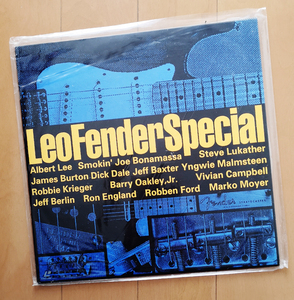 LeoFenderSpecial
Albert Lee Smokin' Joe Bonamassa Steve Lukather
James Burton Dick Dale Jeff Baxter Yngwie Malmsteen
Robbie Krieger Barry Oakley,Jr. Vivian Campbell
Jeff Berlin Ron England Robben Ford Marko Moyer